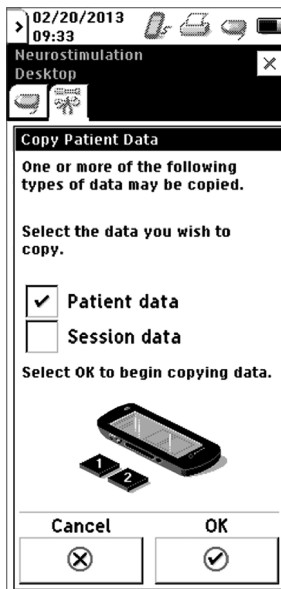 02/20/2013
09:33
Neurostimulation
Desktop
Copy Patient Data
One or more of the following
types of data may be copied.
Select the data you wish to
copy.
Patient data
Session data
Select OK to begin copying data.
1
2
Cancel OK